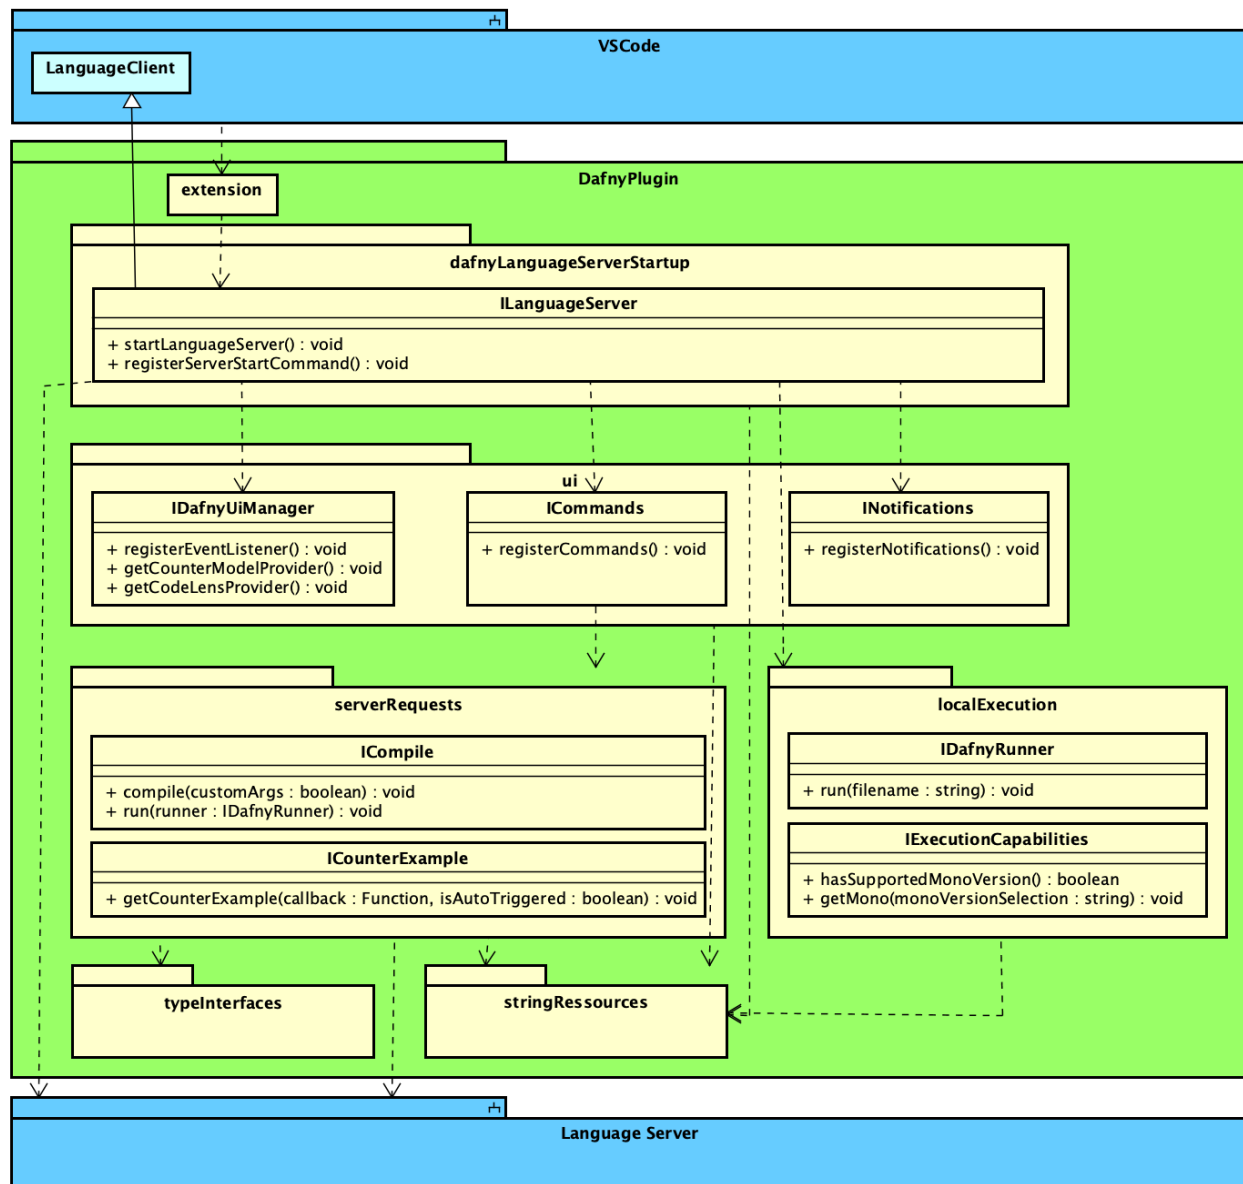 VSCode
LanguageClient
DafnyPlugin
extension
dafnyLanguageServerStartup
ILanguageServer
+ startLanguageServer() : void
+ registerServerStartCommand() : void
ui
IDafnyUiManager
+ registerEventListener() : void
+ getCounterModelProvider() : void
+ getCodeLensProvider() : void
ICommands
+ registerCommands() : void
INotifications
+ registerNotifications() : void
serverRequests
ICompile
+ compile(customArgs : boolean) : void
+ run(runner : IDafnyRunner) : void
ICounterExample
+ getCounterExample(callback : Function, isAutoTriggered : boolean) : void
localExecution
IDafnyRunner
+ run(filename : string) : void
IExecutionCapabilities
+ hasSupportedMonoVersion() : boolean
+ getMono(monoVersionSelection : string) : void
typeInterfaces
stringRessources
Language Server